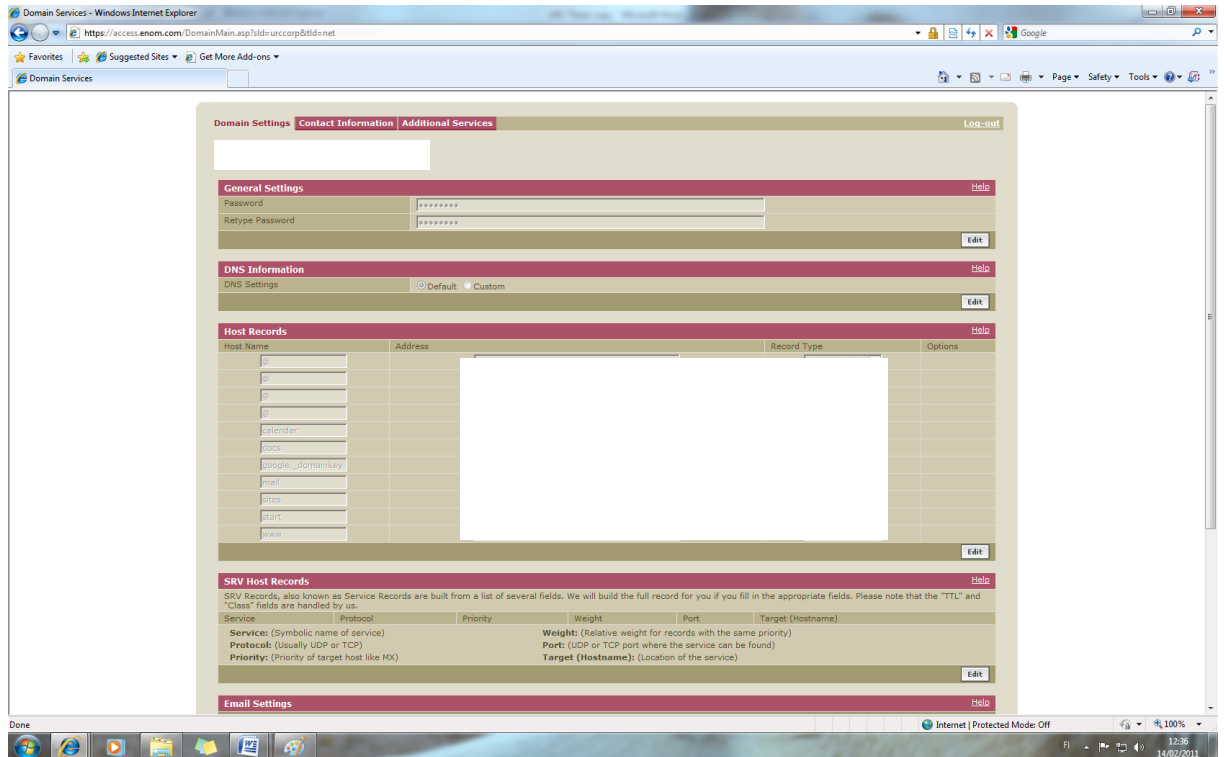 Domain Services - Windows Internet Explorer
https://access.enom.com/DomainMain.asp?sld=urccorp&tld=net
Google
Favorites Suggested Sites Get More Add-ons
Domain Services
Page Safety Tools
Domain Settings Contact Information Additional Services Log-out
General Settings Help
Password ••••••••
Retype Password ••••••••
Edit
DNS Information Help
DNS Settings Default Custom
Edit
Host Records Help
Host Name Address Record Type Options
@
@
@
@
calendar
docs
google._domainkey
mail
sites
start
www
Edit
SRV Host Records Help
SRV Records, also known as Service Records are built from a list of several fields. We will build the full record for you if you fill in the appropriate fields. Please note that the "TTL" and
"Class" fields are handled by us.
Service Protocol Priority Weight Port Target (Hostname)
Service: (Symbolic name of service) Weight: (Relative weight for records with the same priority)
Protocol: (Usually UDP or TCP) Port: (UDP or TCP port where the service can be found)
Priority: (Priority of target host like MX) Target (Hostname): (Location of the service)
Edit
Email Settings Help
Done Internet | Protected Mode: Off 100%
FI 12:36
14/02/2011